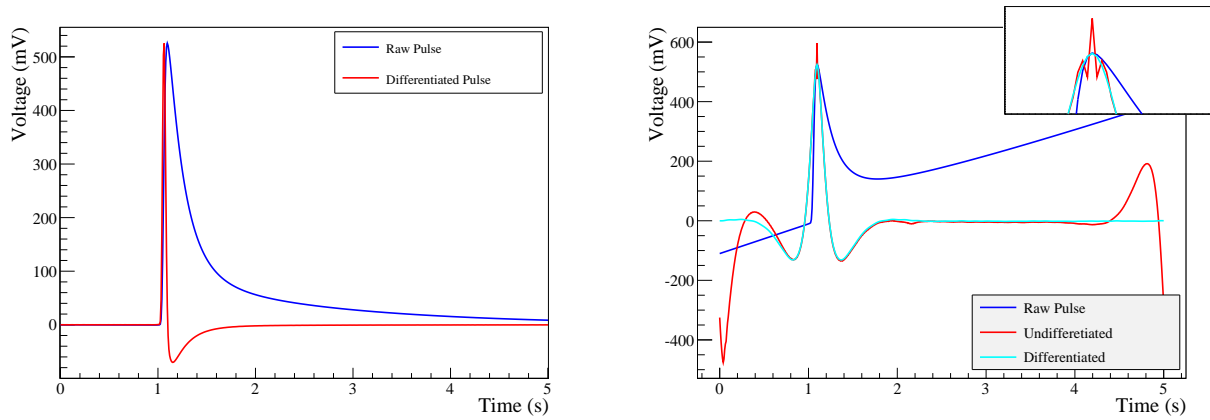 Voltage (mV)
500
400
300
200
100
0
Raw Pulse
Differentiated Pulse
0
1
2
3
4
5
Time (s)
Voltage (mV)
600
400
200
0
-200
-400
Raw Pulse
Undifferetiated
Differentiated
0
1
2
3
4
5
Time (s)